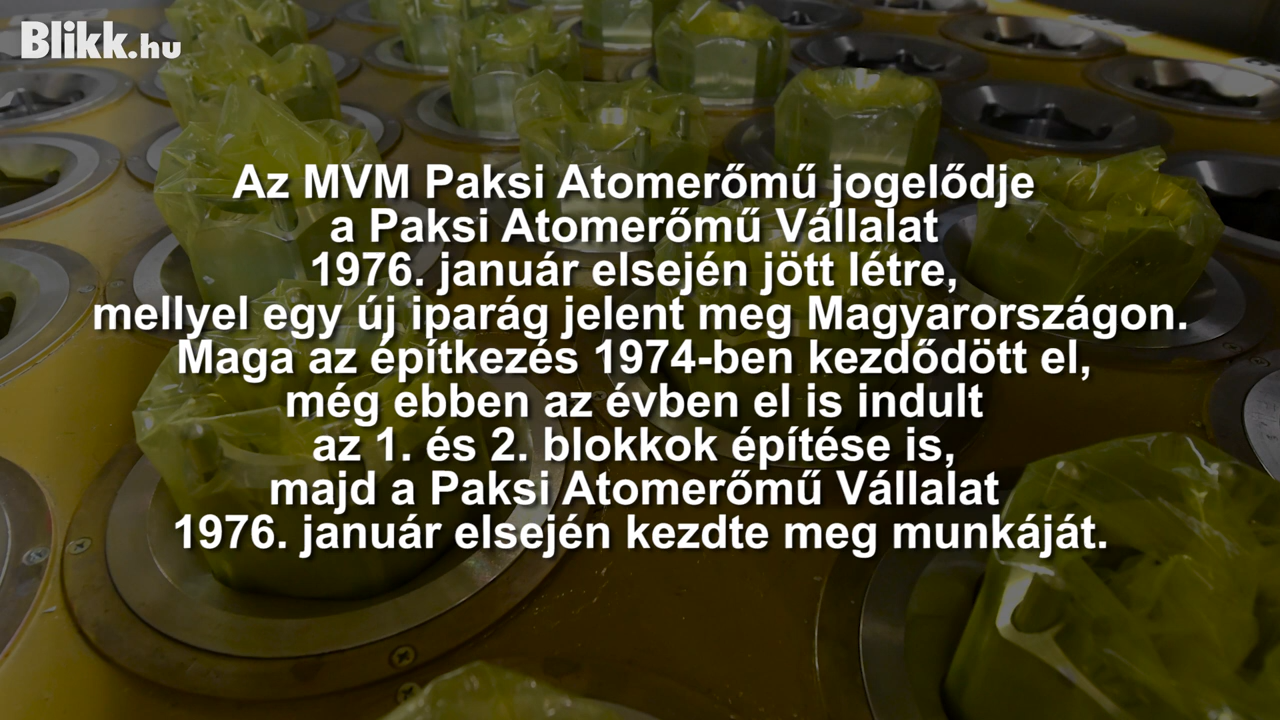 Blikk.hu
Az MVM Paksi Atomerőmű jogelődje
a Paksi Atomerőmű Vállalat
1976. január elsején jött létre,
mellyel egy új iparág jelent meg Magyarországon.
Maga az építkezés 1974-ben kezdődött el,
még ebben az évben el is indult
az 1. és 2. blokkok építése is,
majd a Paksi Atomerőmű Vállalat
1976. január elsején kezdte meg munkáját.